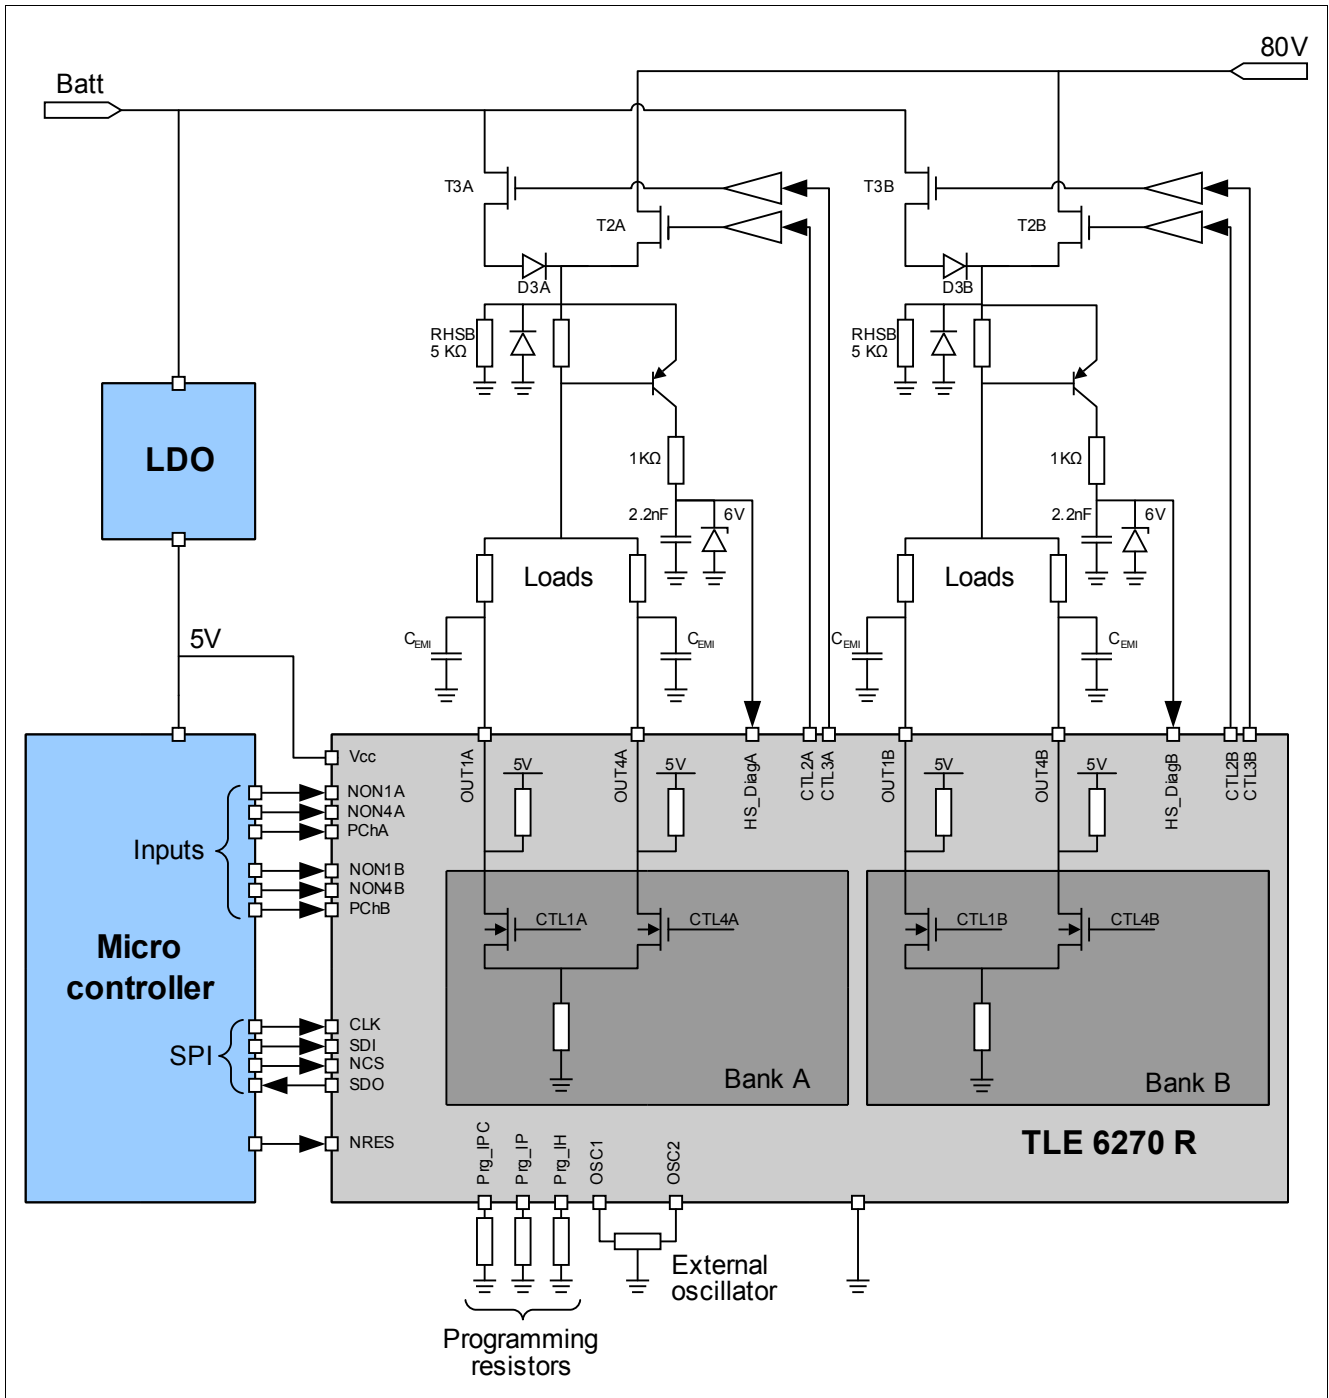 80V
Batt
T3A
T3B
T2A
T2B
D3A
D3B
RHSB
5 KΩ
RHSB
5 KΩ
LDO
1KΩ
1KΩ
2.2nF
6V
2.2nF
6V
Loads
Loads
5V
CEMI
CEMI
CEMI
CEMI
Vcc
OUT1A
5V
OUT4A
5V
HS_DiagA
CTL2A
CTL3A
OUT1B
5V
OUT4B
5V
HS_DiagB
CTL2B
CTL3B
Inputs
NON1A
NON4A
PChA
NON1B
NON4B
PChB
CTL1A
CTL4A
CTL1B
CTL4B
Micro
controller
SPI
CLK
SDI
NCS
SDO
Bank A
Bank B
NRES
TLE 6270 R
Prg_IPC
Prg_IP
Prg_IH
OSC1
OSC2
External
oscillator
Programming
resistors